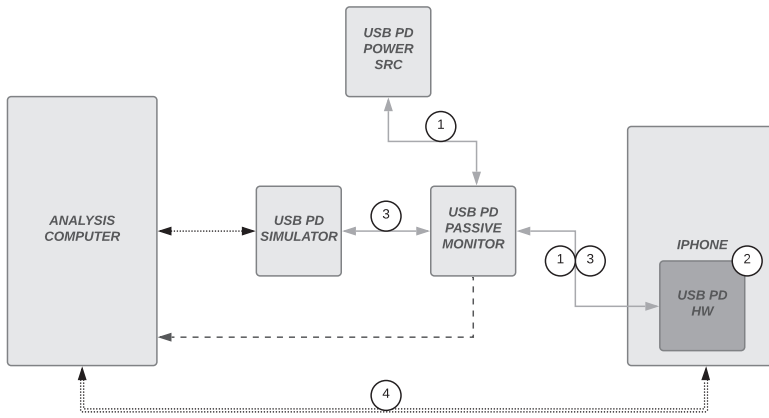 USB PD
POWER
SRC
1
ANALYSIS
COMPUTER
USB PD
SIMULATOR
3
USB PD
PASSIVE
MONITOR
1 3
IPHONE
2
USB PD
HW
4